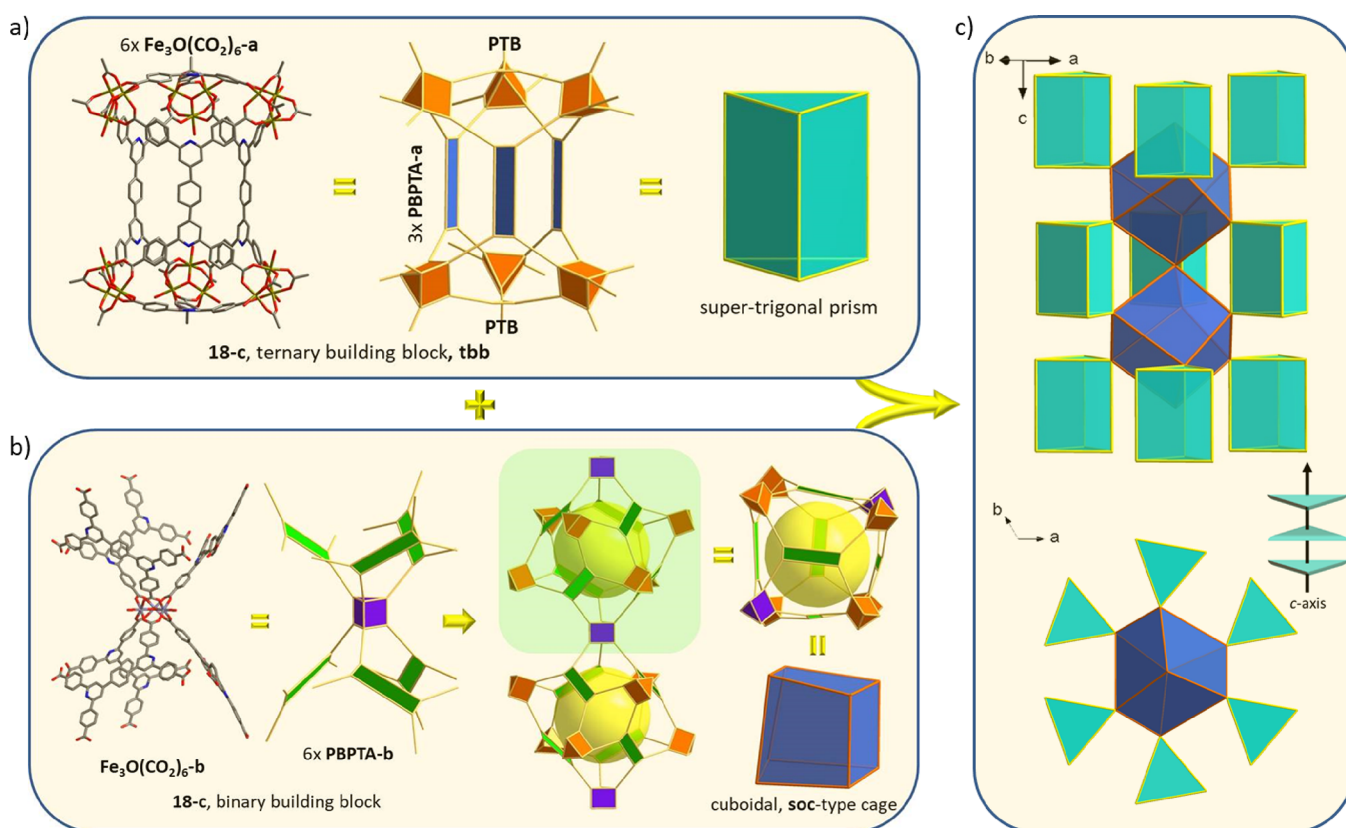 a)
6x Fe₃O(CO₂)₆-a
PTB
3x PBPTA-a
PTB
super-trigonal prism
18-c, ternary building block, tbb
b)
Fe₃O(CO₂)₆-b
6x PBPTA-b
18-c, binary building block
cuboidal, soc-type cage
c)
b a
c
c-axis
b
a